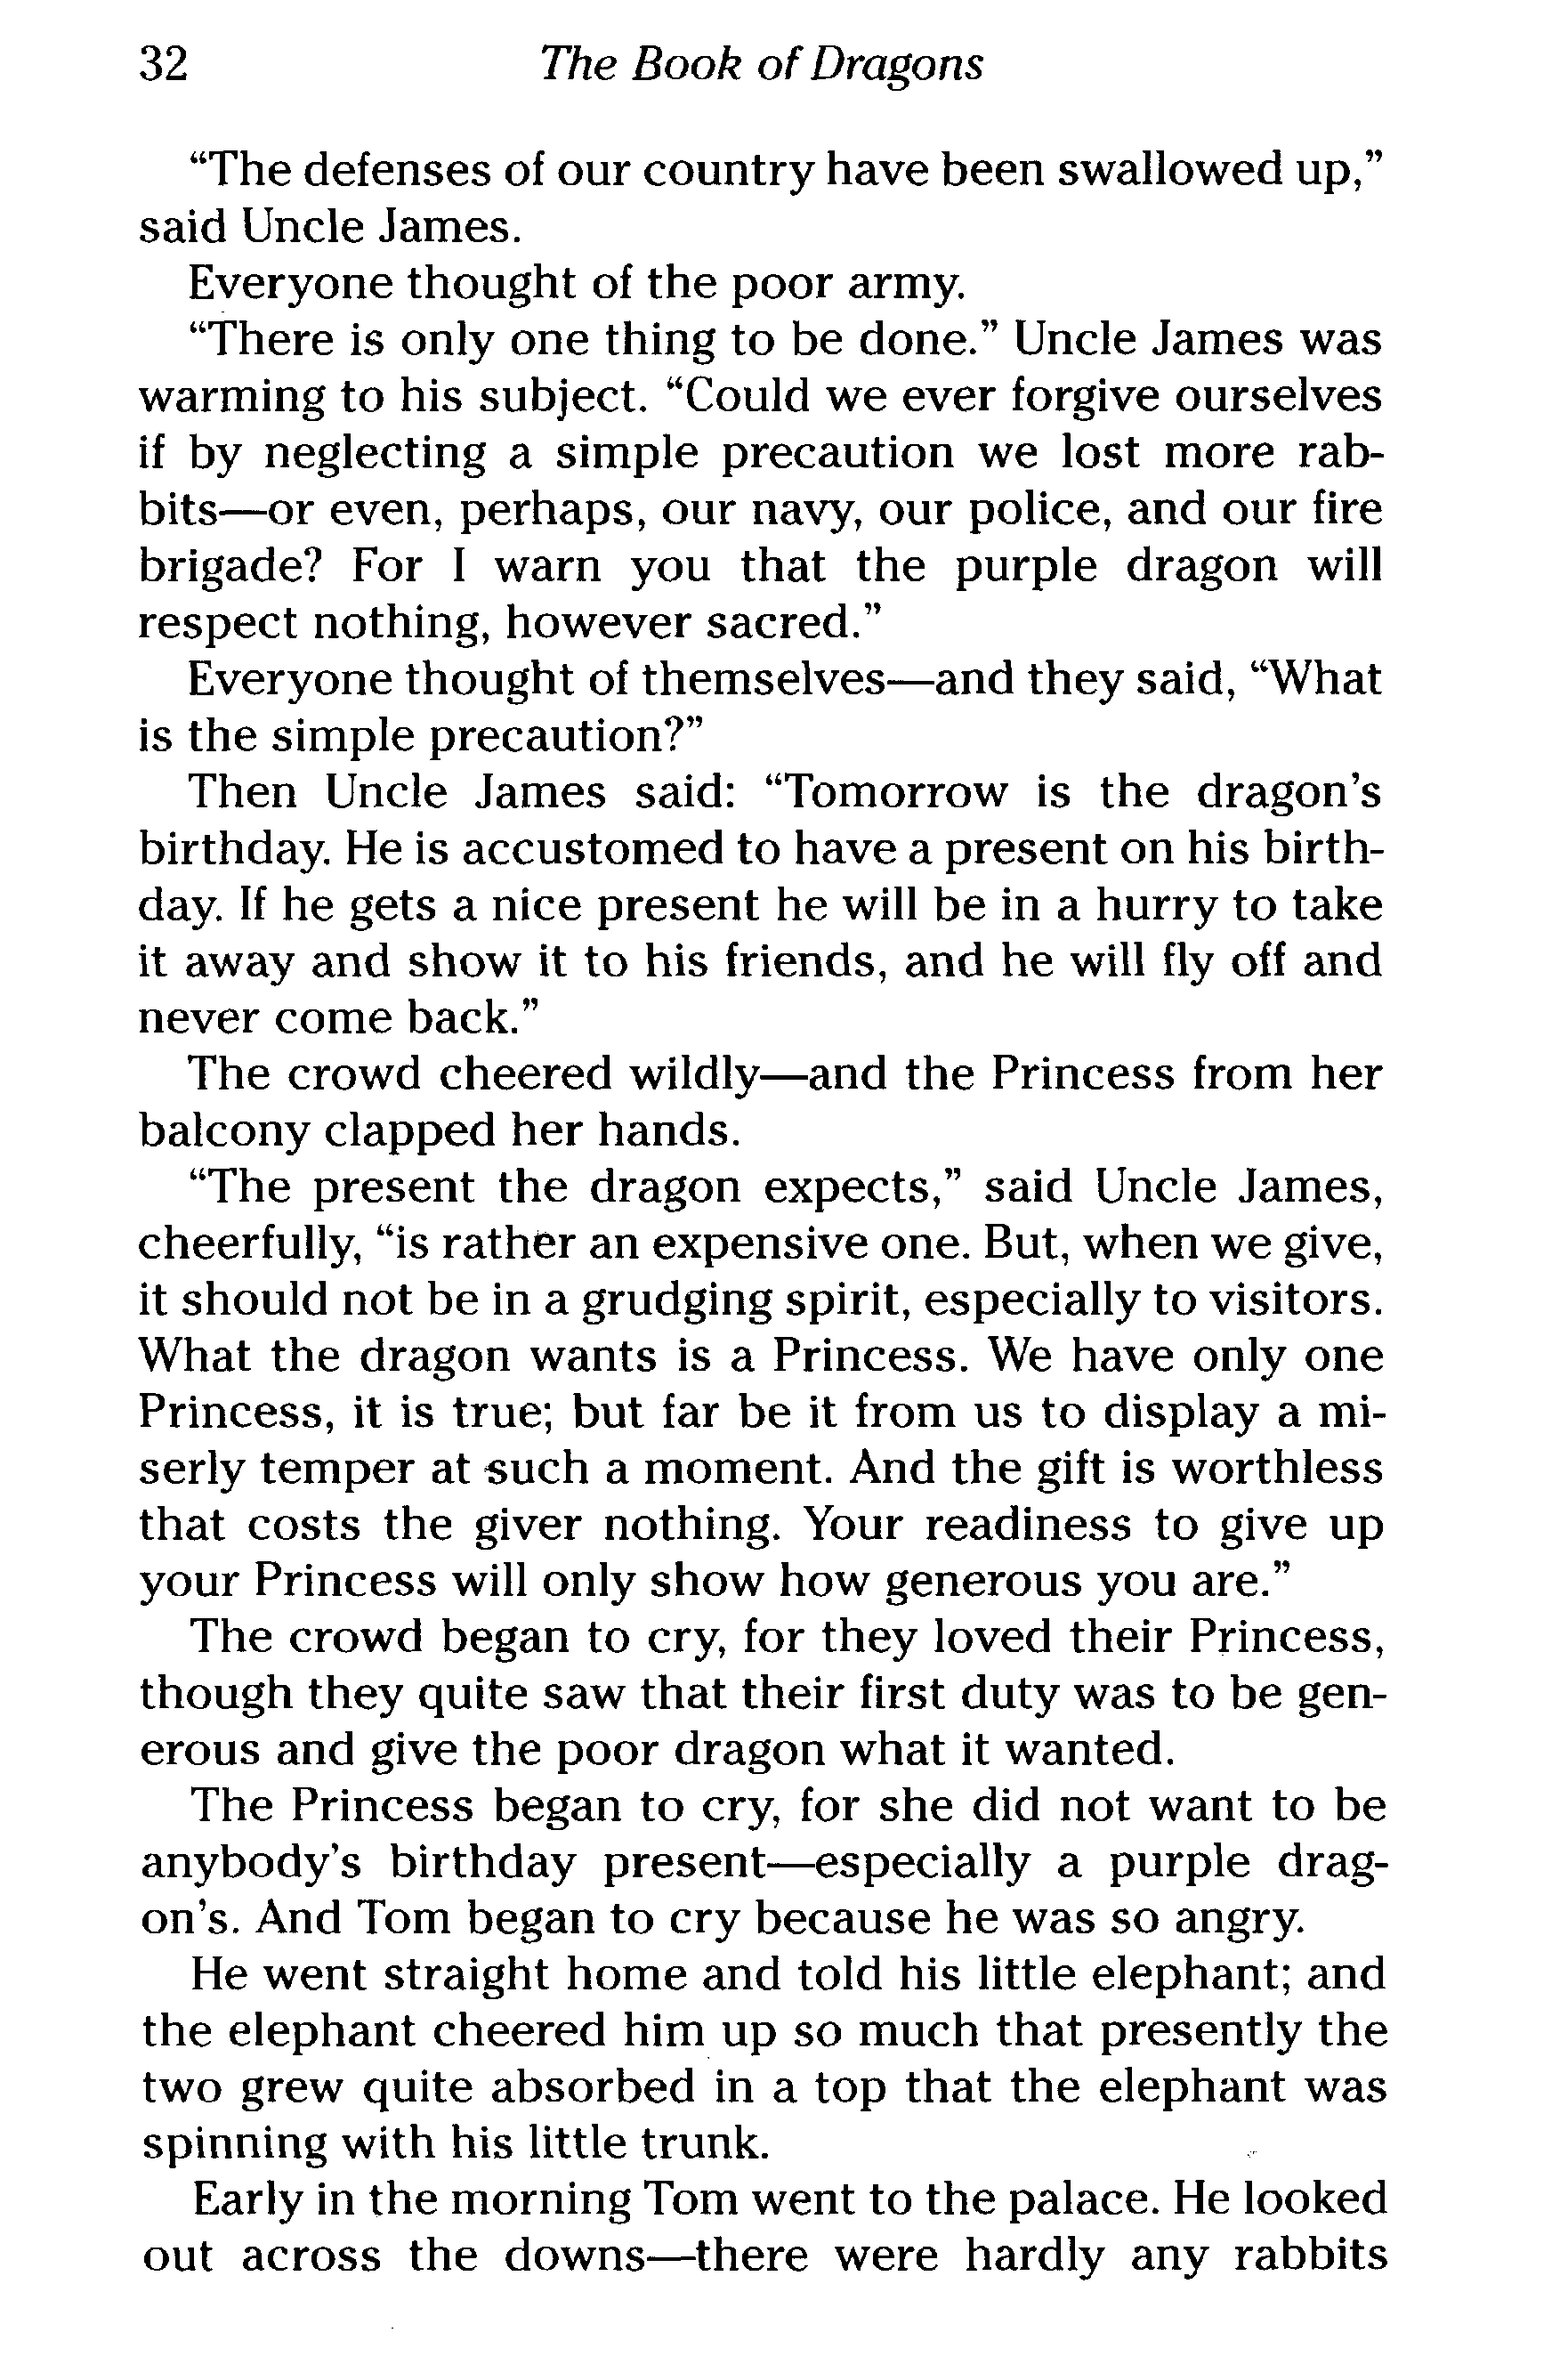 32 The Book of Dragons
“The defenses of our country have been swallowed up,”
said Uncle James.
Everyone thought of the poor army.
“There is only one thing to be done.” Uncle James was
warming to his subject. “Could we ever forgive ourselves
if by neglecting a simple precaution we lost more rab-
bits—or even, perhaps, our navy, our police, and our fire
brigade? For I warn you that the purple dragon will
respect nothing, however sacred.”
Everyone thought of themselves—and they said, “What
is the simple precaution?”
Then Uncle James said: “Tomorrow is the dragon’s
birthday. He is accustomed to have a present on his birth-
day. If he gets a nice present he will be in a hurry to take
it away and show it to his friends, and he will fly off and
never come back.”
The crowd cheered wildly—and the Princess from her
balcony clapped her hands.
“The present the dragon expects,” said Uncle James,
cheerfully, “is rather an expensive one. But, when we give,
it should not be in a grudging spirit, especially to visitors.
What the dragon wants is a Princess. We have only one
Princess, it is true; but far be it from us to display a mi-
serly temper at such a moment. And the gift is worthless
that costs the giver nothing. Your readiness to give up
your Princess will only show how generous you are.”
The crowd began to cry, for they loved their Princess,
though they quite saw that their first duty was to be gen-
erous and give the poor dragon what it wanted.
The Princess began to cry, for she did not want to be
anybody’s birthday present—especially a purple drag-
on’s. And Tom began to cry because he was so angry.
He went straight home and told his little elephant; and
the elephant cheered him up so much that presently the
two grew quite absorbed in a top that the elephant was
spinning with his little trunk.
Early in the morning Tom went to the palace. He looked
out across the downs—there were hardly any rabbits